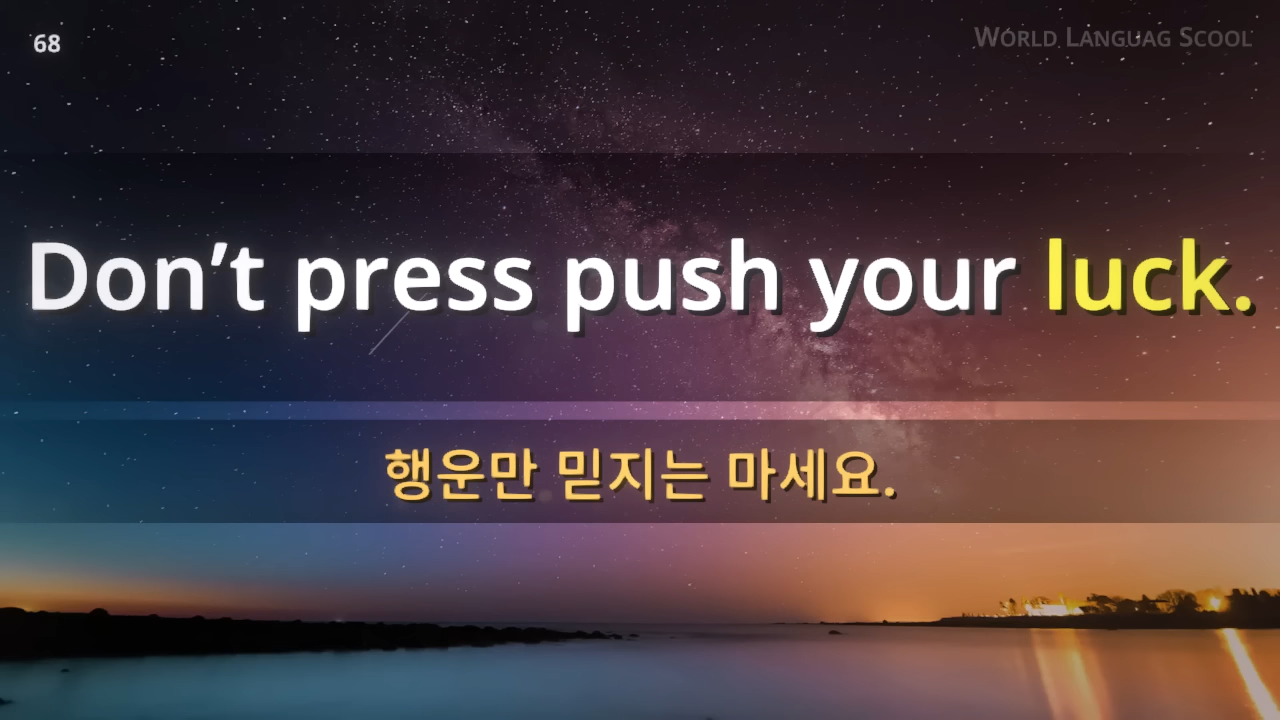 68
WORLD LANGUAG SCOOL
Don’t press push your luck.
행운만 믿지는 마세요.